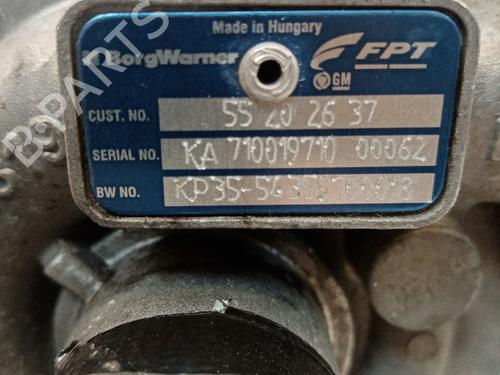 Made in Hungary
BorgWarner
FPT
GM
CUST. NO. 55 20 26 37
SERIAL NO. KA 710019710 00062
BW NO.
B-PARTS